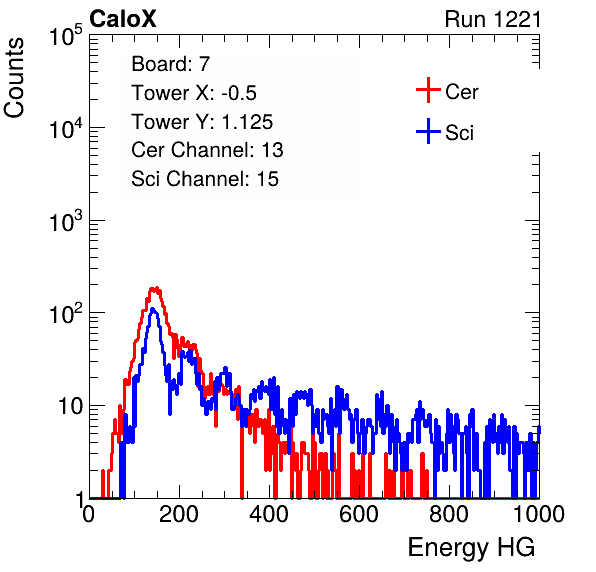 CaloX Run 1221
Board: 7
Tower X: -0.5
Tower Y: 1.125
Cer Channel: 13
Sci Channel: 15
Cer
Sci
Counts
10^5
10^4
10^3
10^2
10
1
0 200 400 600 800 1000
Energy HG